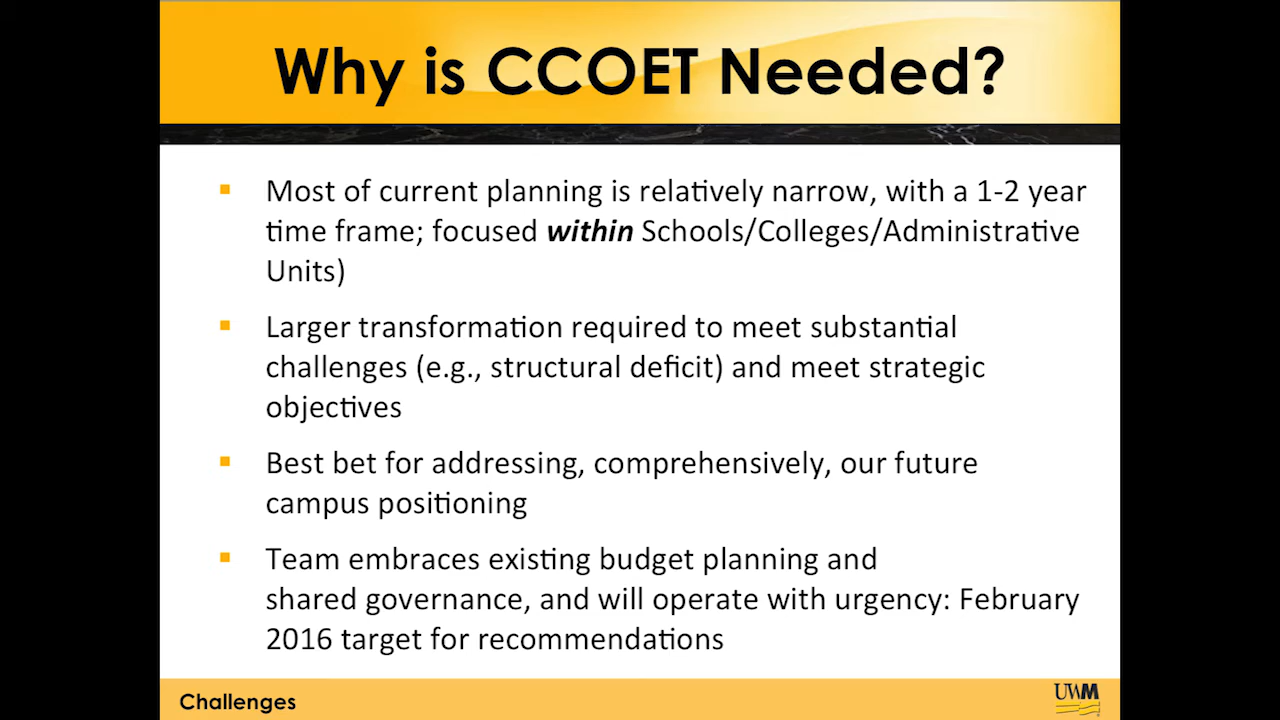 Why is CCOET Needed?
Most of current planning is relatively narrow, with a 1-2 year
time frame; focused within Schools/Colleges/Administrative
Units)
Larger transformation required to meet substantial
challenges (e.g., structural deficit) and meet strategic
objectives
Best bet for addressing, comprehensively, our future
campus positioning
Team embraces existing budget planning and
shared governance, and will operate with urgency: February
2016 target for recommendations
Challenges
UWM